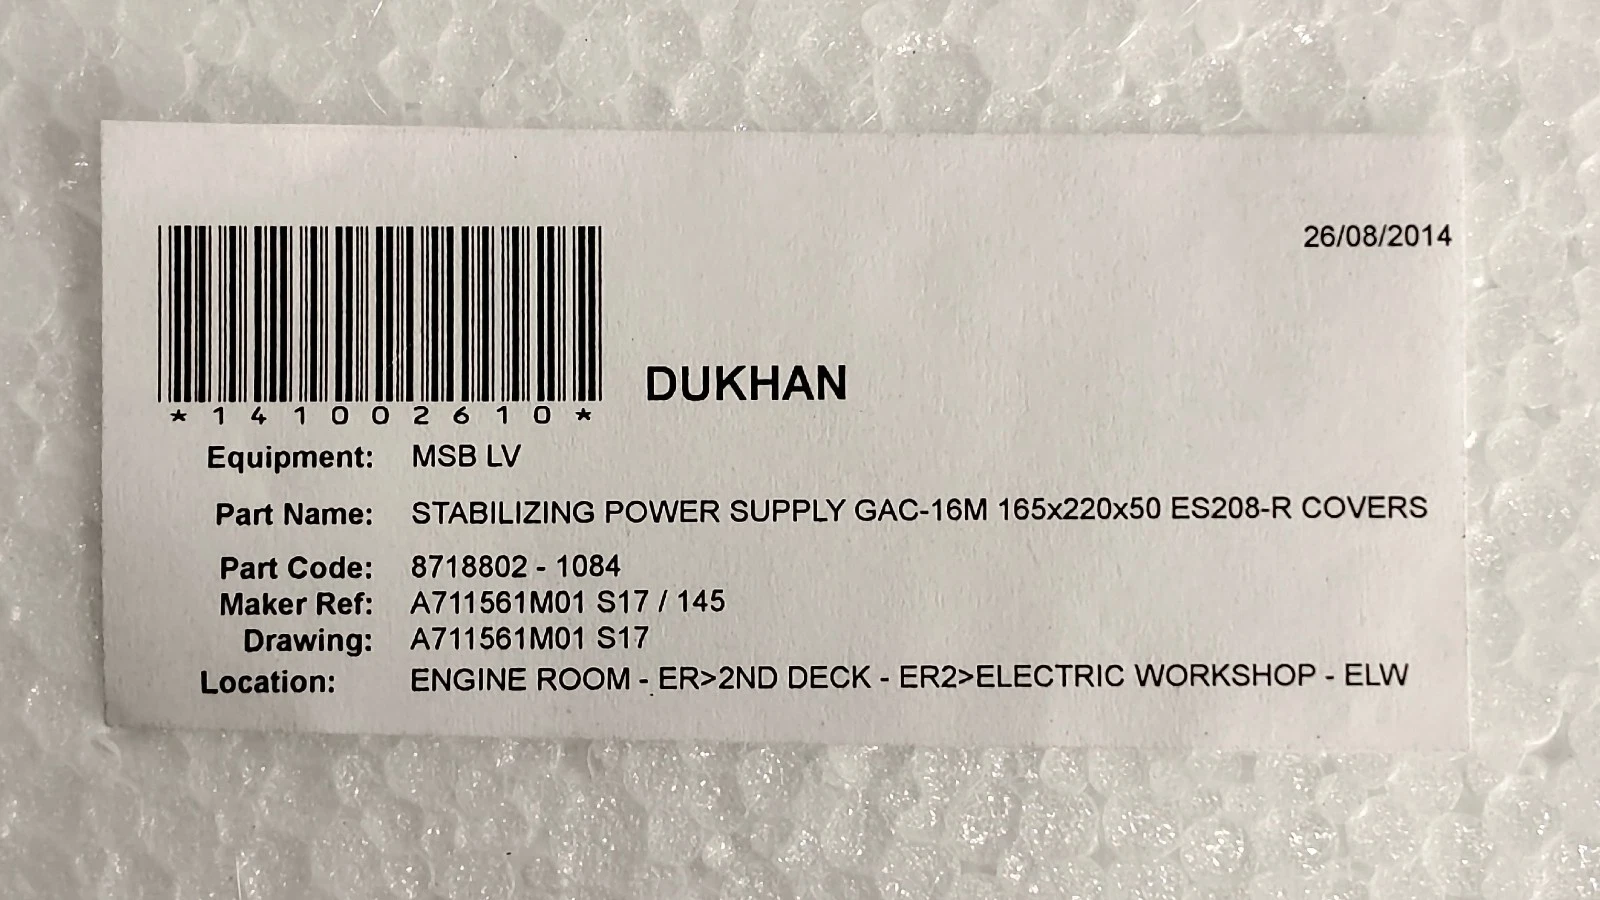 26/08/2014
DUKHAN
*141002610*
Equipment: MSB LV
Part Name: STABILIZING POWER SUPPLY GAC-16M 165x220x50 ES208-R COVERS
Part Code: 8718802 - 1084
Maker Ref: A711561M01 S17 / 145
Drawing: A711561M01 S17
Location: ENGINE ROOM - ER>2ND DECK - ER2>ELECTRIC WORKSHOP - ELW